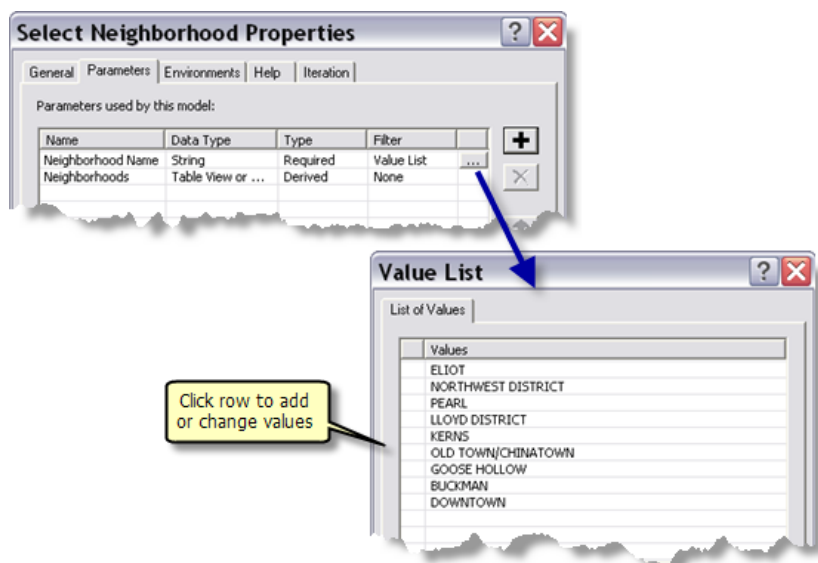 Select Neighborhood Properties
General Parameters Environments Help Iteration
Parameters used by this model:
Name Data Type Type Filter
Neighborhood Name String Required Value List ...
Neighborhoods Table View or ... Derived None
Value List
List of Values
Values
ELIOT
NORTHWEST DISTRICT
PEARL
LLOYD DISTRICT
KERNS
OLD TOWN/CHINATOWN
GOOSE HOLLOW
BUCKMAN
DOWNTOWN
Click row to add
or change values